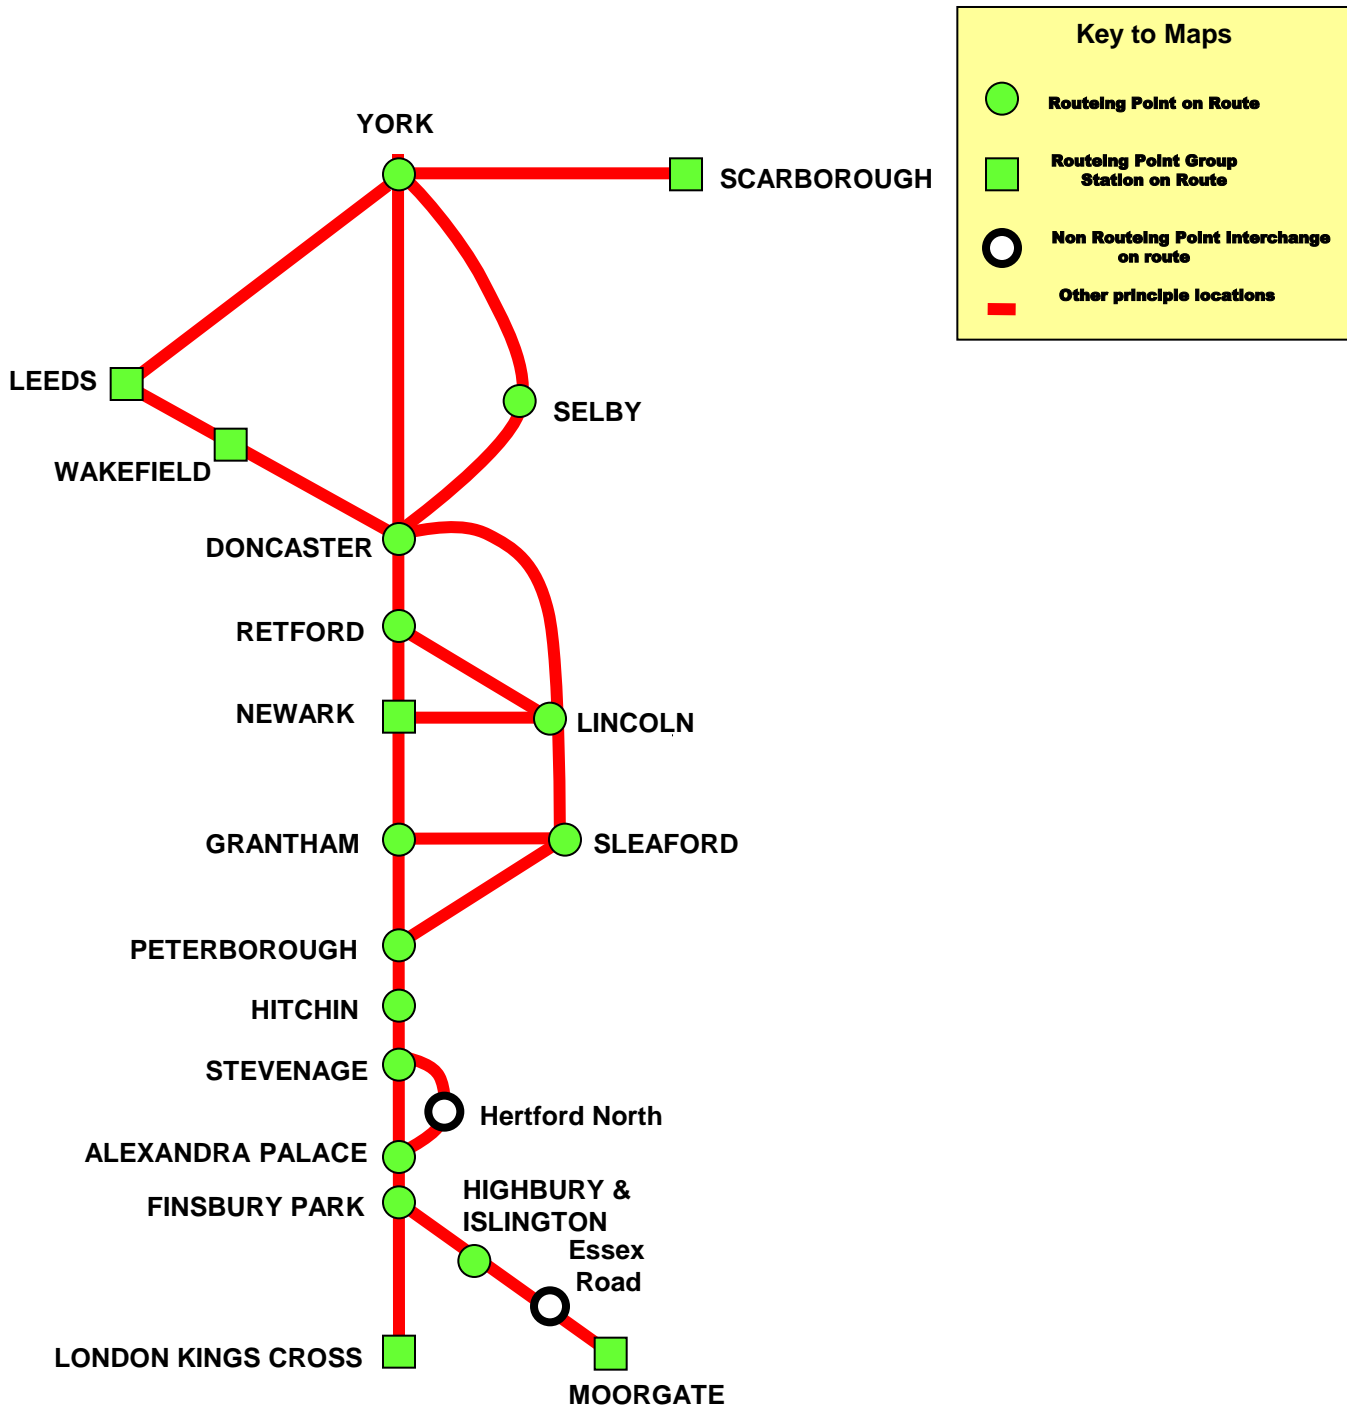 Key to Maps
Routeing Point on Route
Routeing Point Group
Station on Route
Non Routeing Point Interchange
on route
Other principle locations
YORK
SCARBOROUGH
LEEDS
SELBY
WAKEFIELD
DONCASTER
RETFORD
NEWARK
LINCOLN
GRANTHAM
SLEAFORD
PETERBOROUGH
HITCHIN
STEVENAGE
Hertford North
ALEXANDRA PALACE
FINSBURY PARK
HIGHBURY &
ISLINGTON
Essex
Road
LONDON KINGS CROSS
MOORGATE